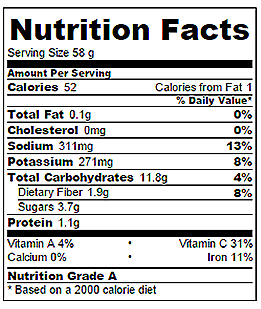 Nutrition Facts
Serving Size 58 g
Amount Per Serving
Calories 52 Calories from Fat 1
% Daily Value*
Total Fat 0.1g 0%
Cholesterol 0mg 0%
Sodium 311mg 13%
Potassium 271mg 8%
Total Carbohydrates 11.8g 4%
Dietary Fiber 1.9g 8%
Sugars 3.7g
Protein 1.1g
Vitamin A 4% • Vitamin C 31%
Calcium 0% • Iron 11%
Nutrition Grade A
* Based on a 2000 calorie diet